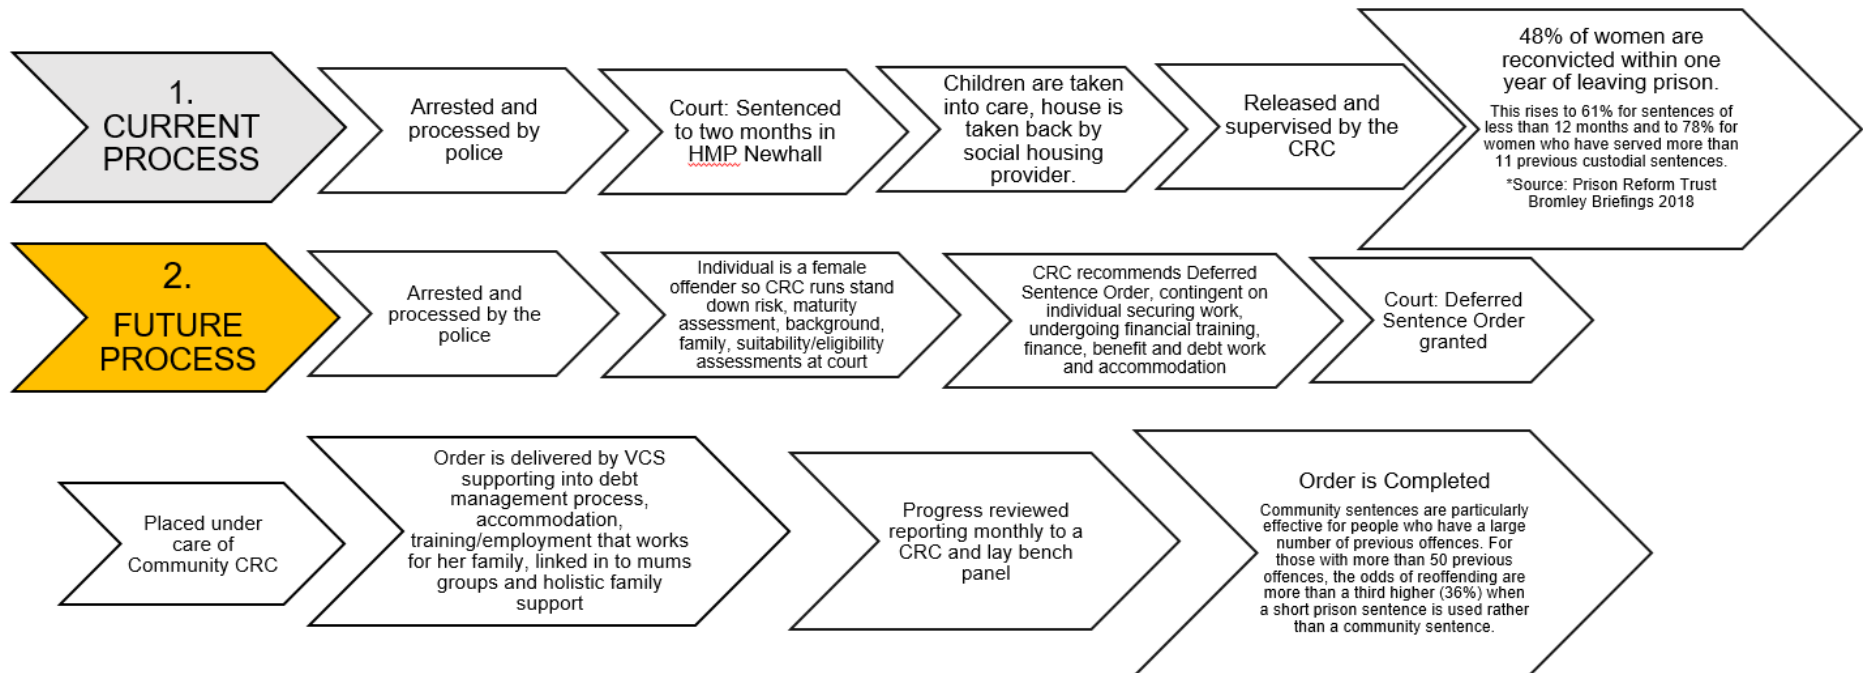 1.
CURRENT
PROCESS
Arrested and
processed by
police
Court: Sentenced
to two months in
HMP Newhall
Children are taken
into care, house is
taken back by
social housing
provider.
Released and
supervised by the
CRC
48% of women are
reconvicted within one
year of leaving prison.
This rises to 61% for sentences of
less than 12 months and to 78% for
women who have served more than
11 previous custodial sentences.
*Source: Prison Reform Trust
Bromley Briefings 2018
2.
FUTURE
PROCESS
Arrested and
processed by the
police
Individual is a female
offender so CRC runs stand
down risk, maturity
assessment, background,
family, suitability/eligibility
assessments at court
CRC recommends Deferred
Sentence Order, contingent on
individual securing work,
undergoing financial training,
finance, benefit and debt work
and accommodation
Court: Deferred
Sentence Order
granted
Placed under
care of
Community CRC
Order is delivered by VCS
supporting into debt
management process,
accommodation,
training/employment that works
for her family, linked in to mums
groups and holistic family
support
Progress reviewed
reporting monthly to a
CRC and lay bench
panel
Order is Completed
Community sentences are particularly
effective for people who have a large
number of previous offences. For
those with more than 50 previous
offences, the odds of reoffending are
more than a third higher (36%) when
a short prison sentence is used rather
than a community sentence.